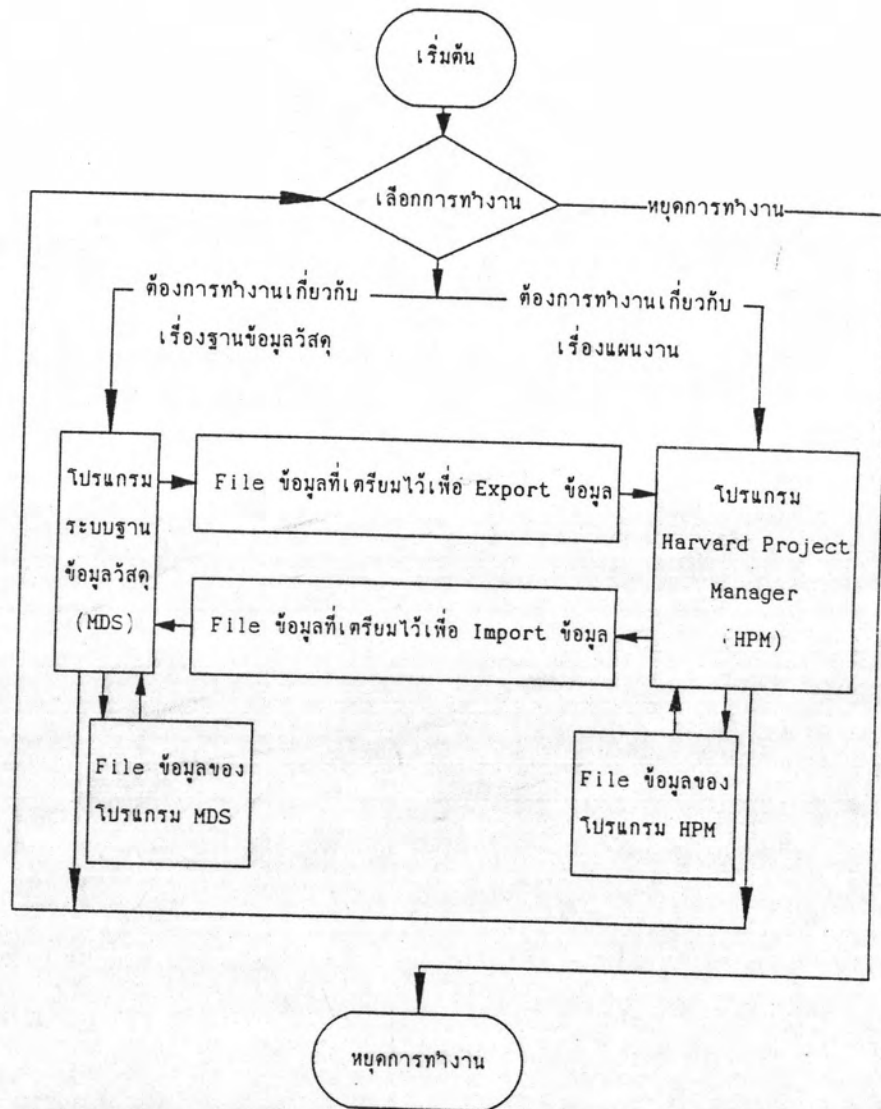 เริ่มต้น
เลือกการทำงาน
หยุดการทำงาน
ต้องการทำงานเกี่ยวกับ
เรื่องฐานข้อมูลวัสดุ
ต้องการทำงานเกี่ยวกับ
เรื่องแผนงาน
โปรแกรม
ระบบฐาน
ข้อมูลวัสดุ
(MDS)
File ข้อมูลที่เตรียมไว้เพื่อ Export ข้อมูล
File ข้อมูลที่เตรียมไว้เพื่อ Import ข้อมูล
โปรแกรม
Harvard Project
Manager
(HPM)
File ข้อมูลของ
โปรแกรม MDS
File ข้อมูลของ
โปรแกรม HPM
หยุดการทำงาน